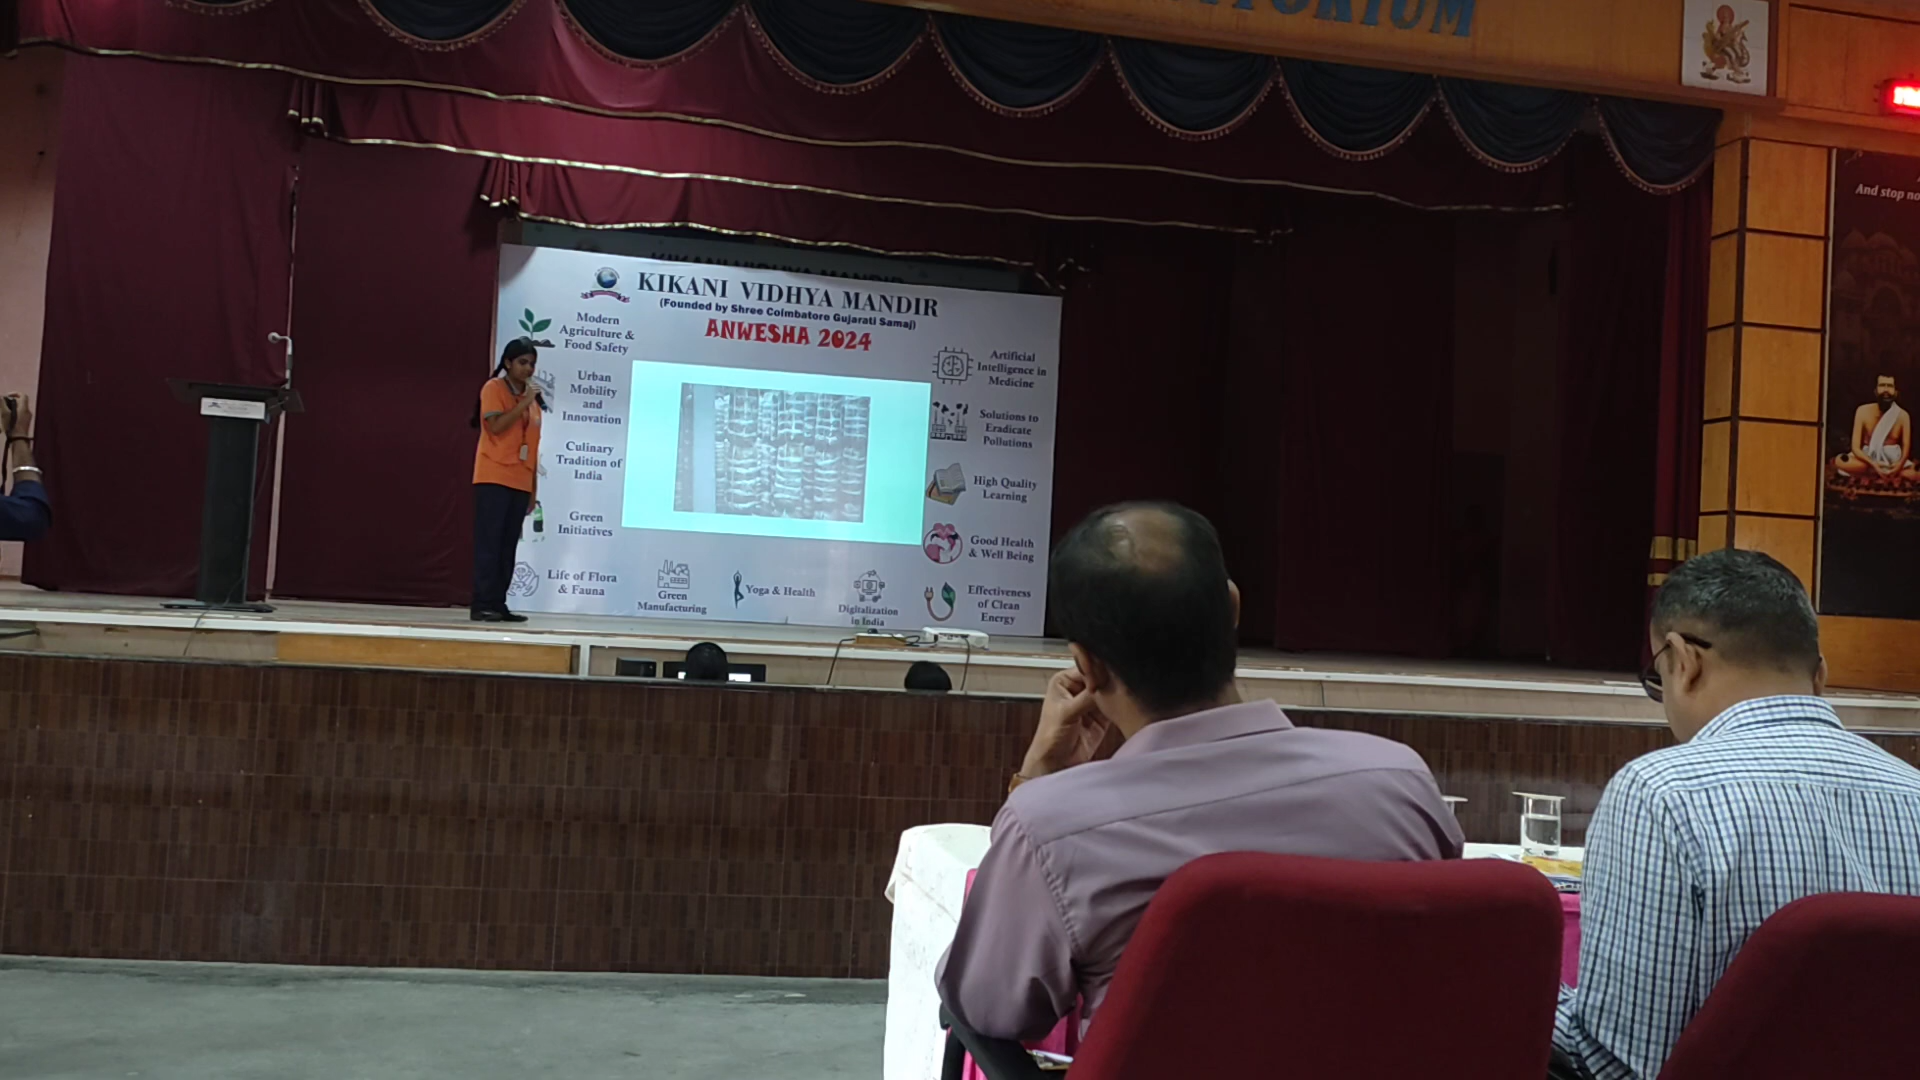 And stop no
KIKANI VIDHYA MANDIR
(Founded by Shree Coimbatore Gujarati Samaj)
ANWESHA 2024
Modern
Agriculture &
Food Safety
Urban
Mobility
and
Innovation
Culinary
Tradition of
India
Green
Initiatives
Life of Flora
& Fauna
Green
Manufacturing
Yoga & Health
Digitalization
in India
Artificial
Intelligence in
Medicine
Solutions to
Eradicate
Pollutions
High Quality
Learning
Good Health
& Well Being
Effectiveness
of Clean
Energy